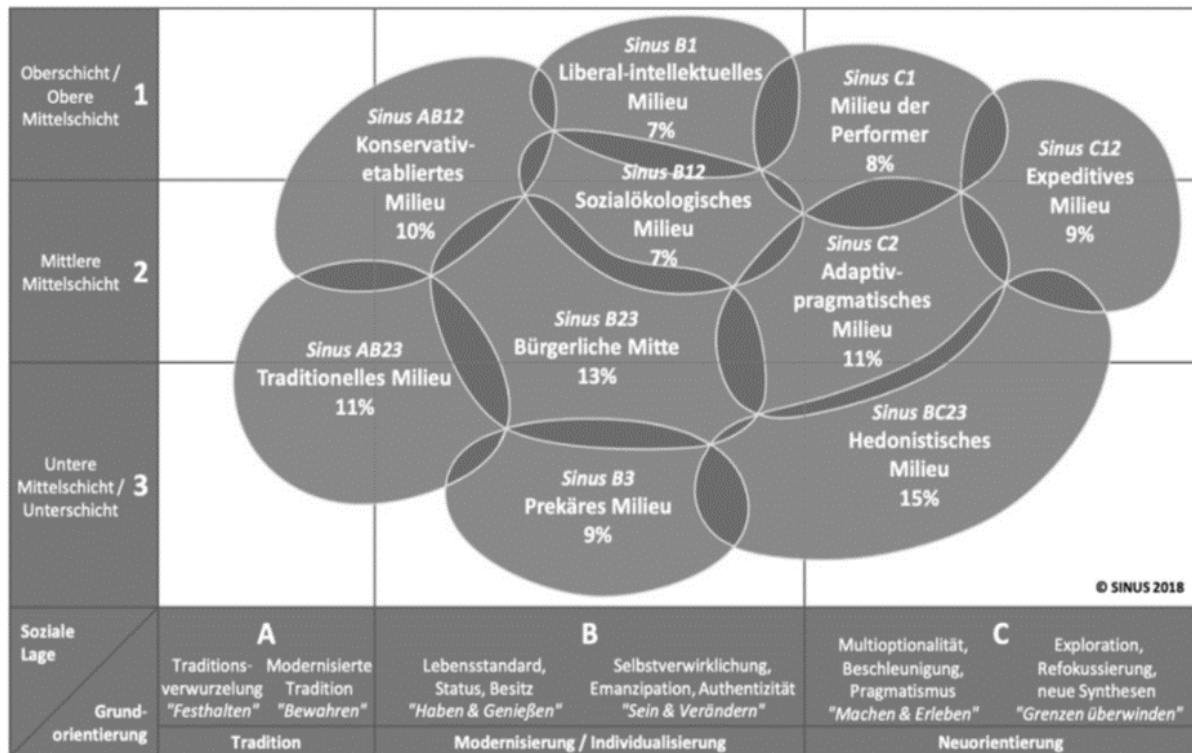 Oberschicht /
Obere
Mittelschicht
1
Mittlere
Mittelschicht
2
Untere
Mittelschicht /
Unterschicht
3
Sinus B1
Liberal-intellektuelles
Milieu
7%
Sinus C1
Milieu der
Performer
8%
Sinus AB12
Konservativ-
etabliertes
Milieu
10%
Sinus C12
Expeditives
Milieu
9%
Sinus B12
Sozialökologisches
Milieu
7%
Sinus C2
Adaptiv-
pragmatisches
Milieu
11%
Sinus B23
Bürgerliche Mitte
13%
Sinus AB23
Traditionelles Milieu
11%
Sinus BC23
Hedonistisches
Milieu
15%
Sinus B3
Prekäres Milieu
9%
© SINUS 2018
Soziale
Lage
Grund-
orientierung
A
Traditions-
verwurzelung
"Festhalten"
Modernisierte
Tradition
"Bewahren"
Tradition
B
Lebensstandard,
Status, Besitz
"Haben & Genießen"
Selbstverwirklichung,
Emanzipation, Authentizität
"Sein & Verändern"
Modernisierung / Individualisierung
C
Multioptionalität,
Beschleunigung,
Pragmatismus
"Machen & Erleben"
Exploration,
Refokussierung,
neue Synthesen
"Grenzen überwinden"
Neuorientierung